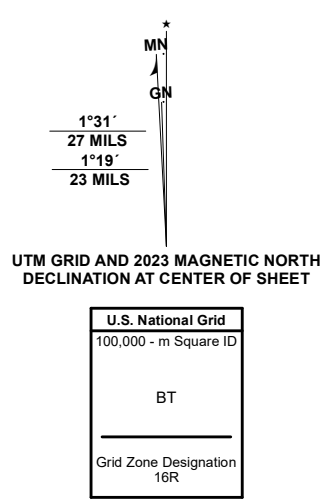 MN
GN
1°31´
27 MILS
1°19´
23 MILS
UTM GRID AND 2023 MAGNETIC NORTH
DECLINATION AT CENTER OF SHEET
U.S. National Grid
100,000 - m Square ID
BT
Grid Zone Designation
16R